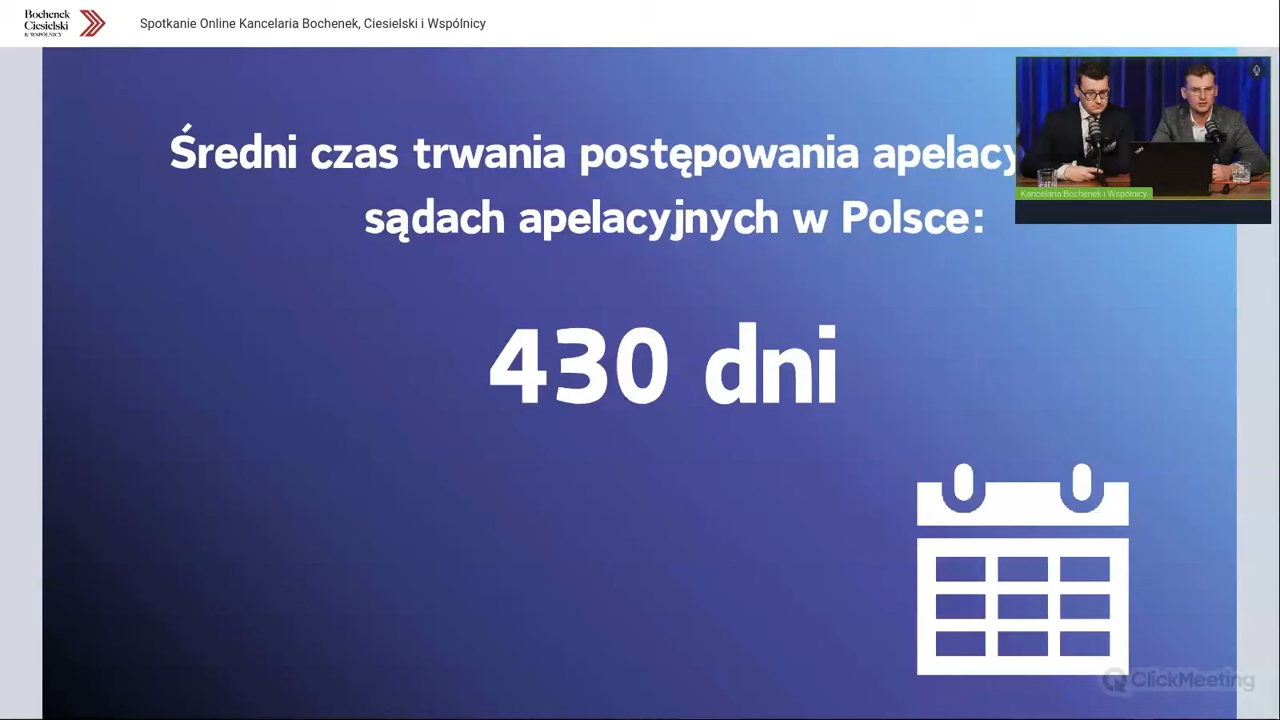 Bochenek
Ciesielski
& WSPÓLNICY
Spotkanie Online Kancelaria Bochenek, Ciesielski i Wspólnicy
Średni czas trwania postępowania
sądach apelacyjnych w Polsce:
430 dni
Kancelaria Bochenek i Wspólnicy
ClickMeeting